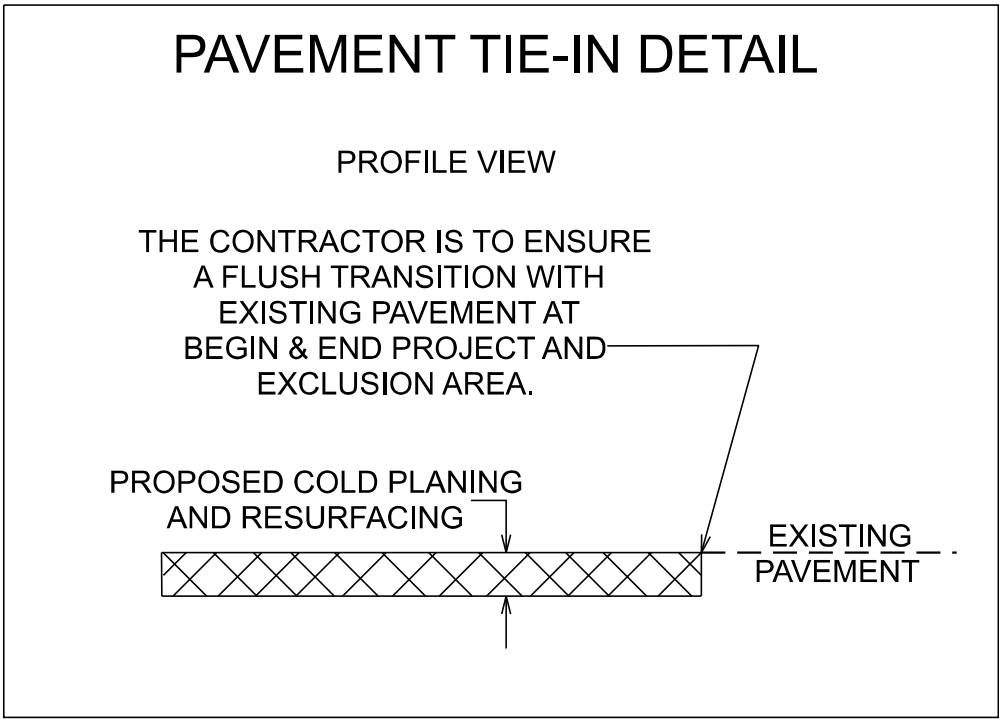 PAVEMENT TIE-IN DETAIL
PROFILE VIEW
THE CONTRACTOR IS TO ENSURE
A FLUSH TRANSITION WITH
EXISTING PAVEMENT AT
BEGIN & END PROJECT AND
EXCLUSION AREA.
PROPOSED COLD PLANING
AND RESURFACING
EXISTING
PAVEMENT